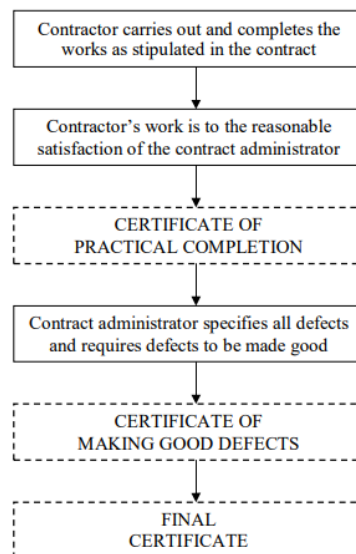 Contractor carries out and completes the
works as stipulated in the contract
Contractor's work is to the reasonable
satisfaction of the contract administrator
CERTIFICATE OF
PRACTICAL COMPLETION
Contract administrator specifies all defects
and requires defects to be made good
CERTIFICATE OF
MAKING GOOD DEFECTS
FINAL
CERTIFICATE